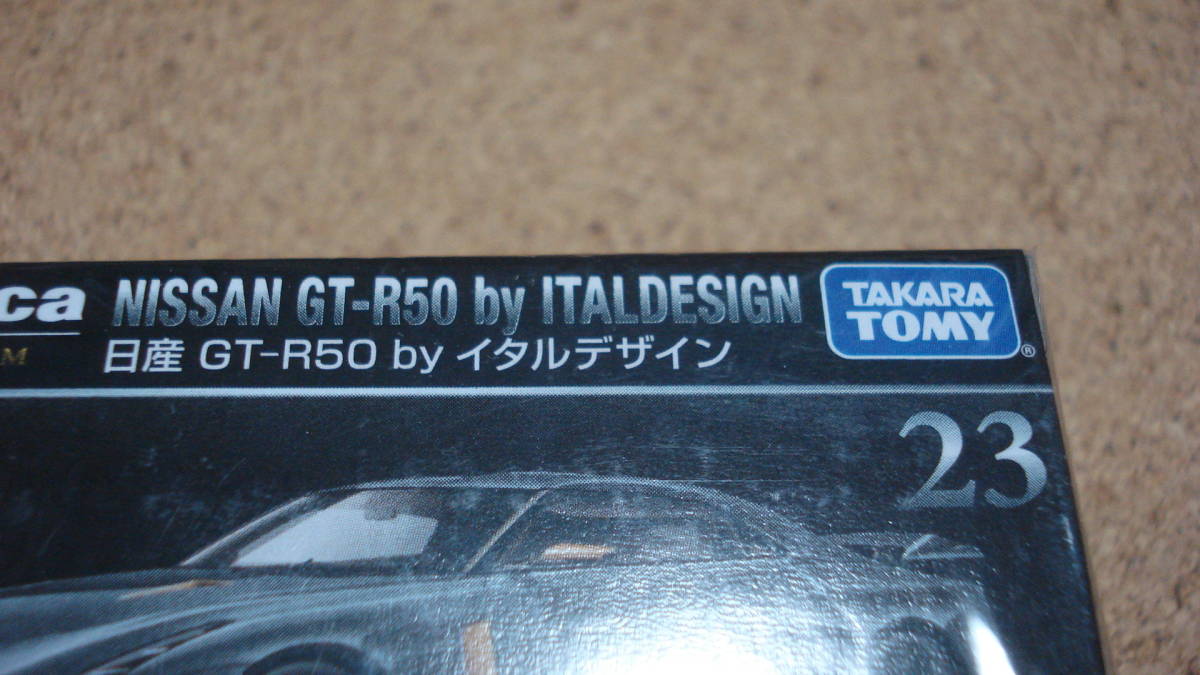 ca NISSAN GT-R50 by ITALDESIGN
M 日産 GT-R50 by イタルデザイン
TAKARA
TOMY®
23